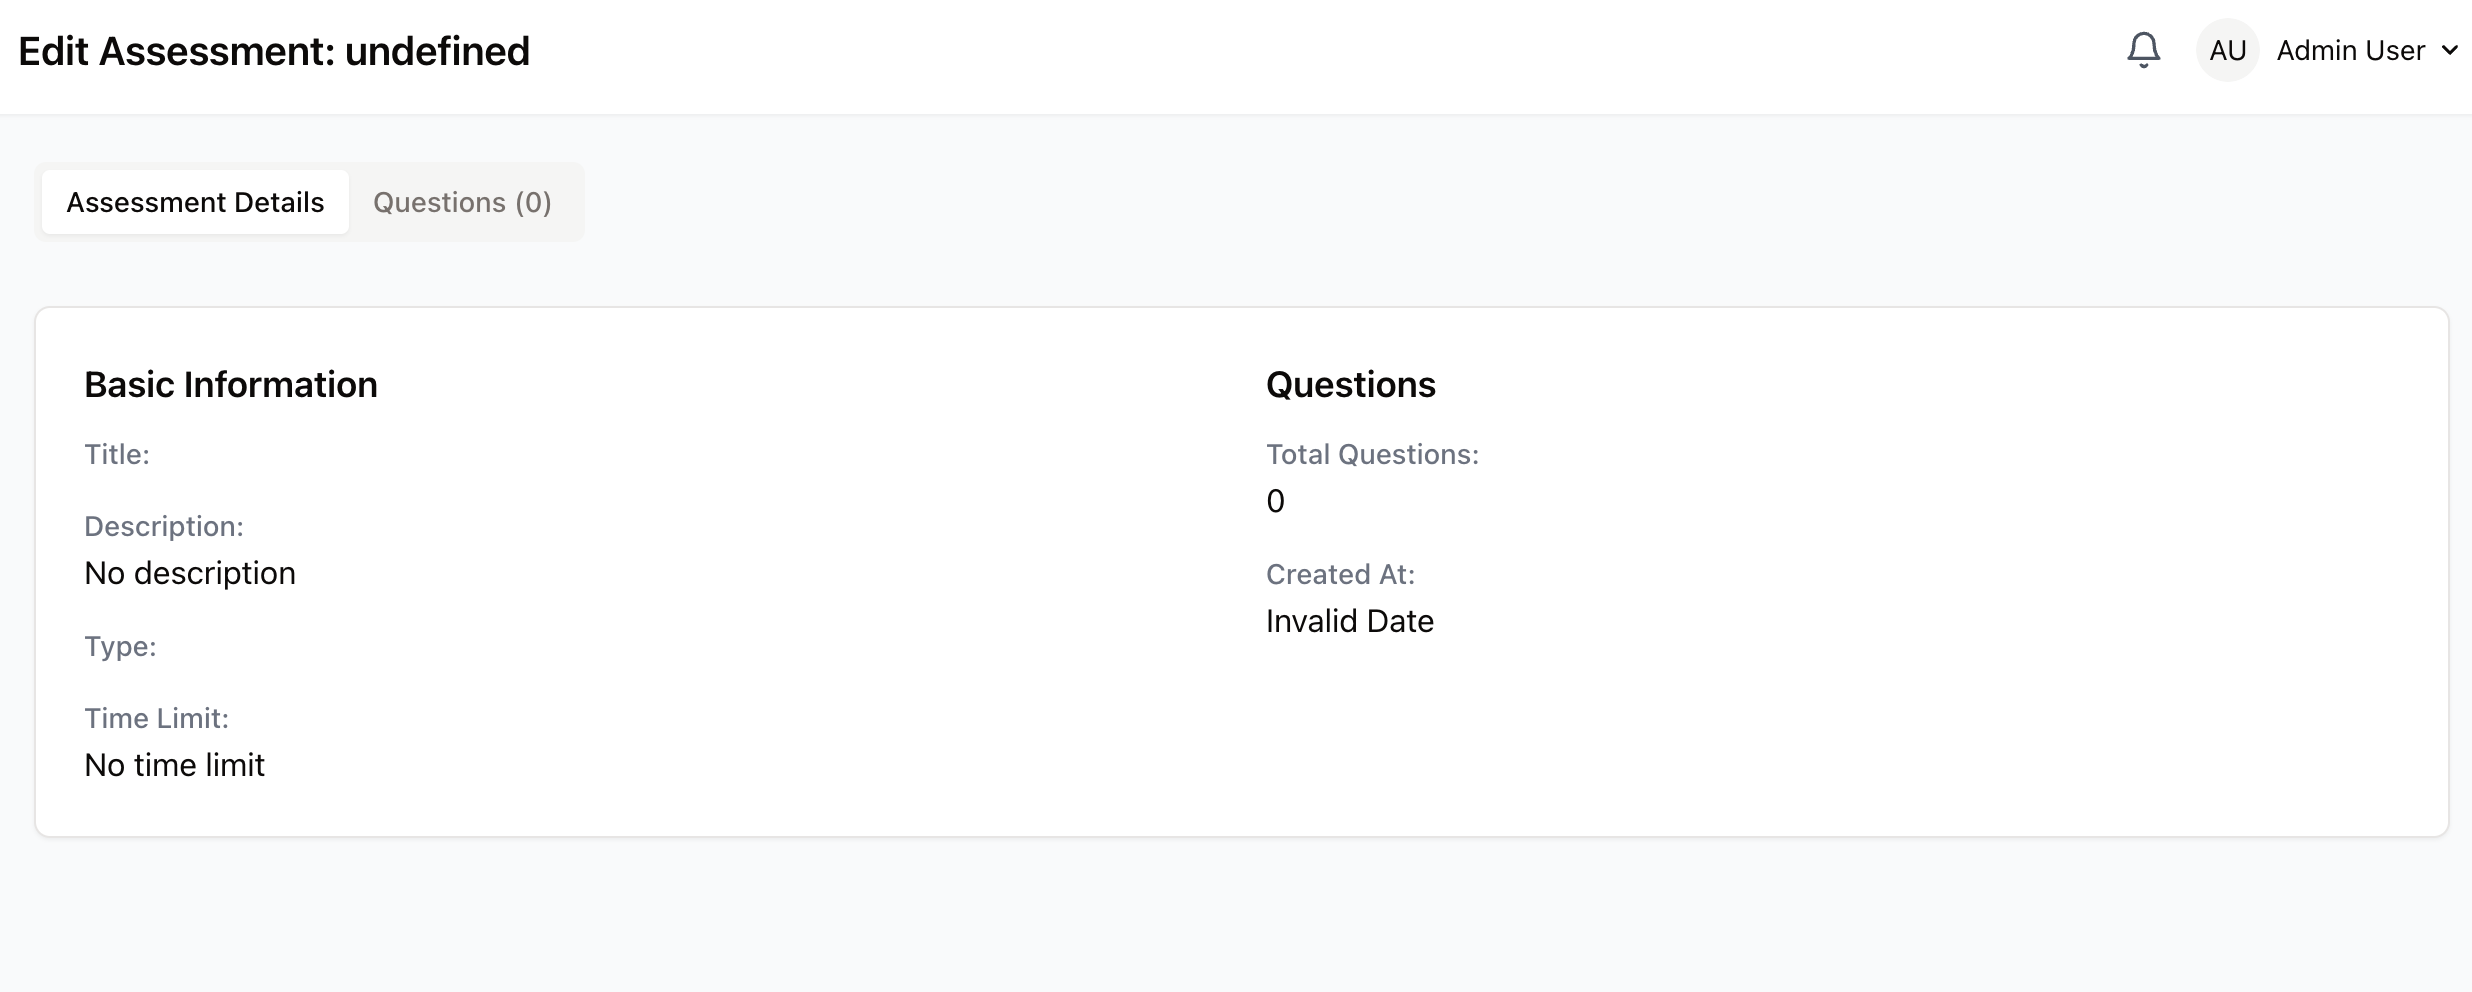 Edit Assessment: undefined
AU Admin User
Assessment Details
Questions (0)
Basic Information
Title:
Description:
No description
Type:
Time Limit:
No time limit
Questions
Total Questions:
0
Created At:
Invalid Date